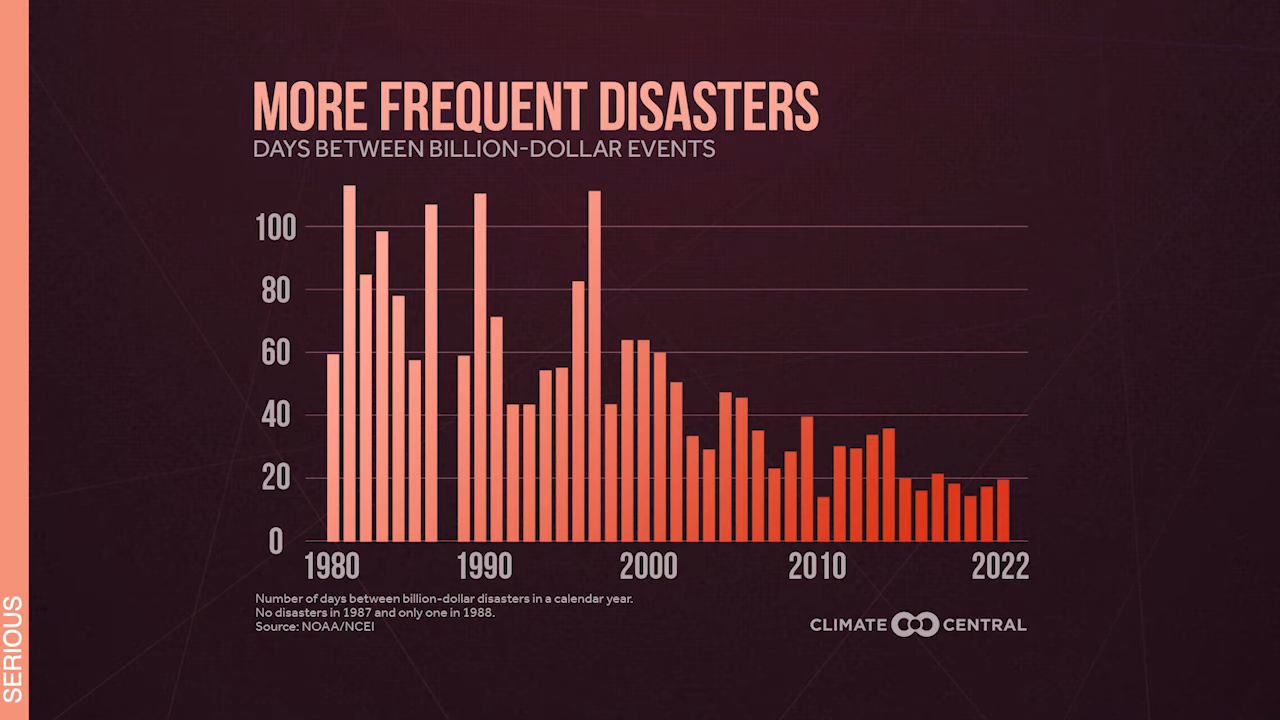 MORE FREQUENT DISASTERS
DAYS BETWEEN BILLION-DOLLAR EVENTS
100
80
60
40
20
0
1980 1990 2000 2010 2022
Number of days between billion-dollar disasters in a calendar year.
No disasters in 1987 and only one in 1988.
Source: NOAA/NCEI
CLIMATE CENTRAL
SERIOUS